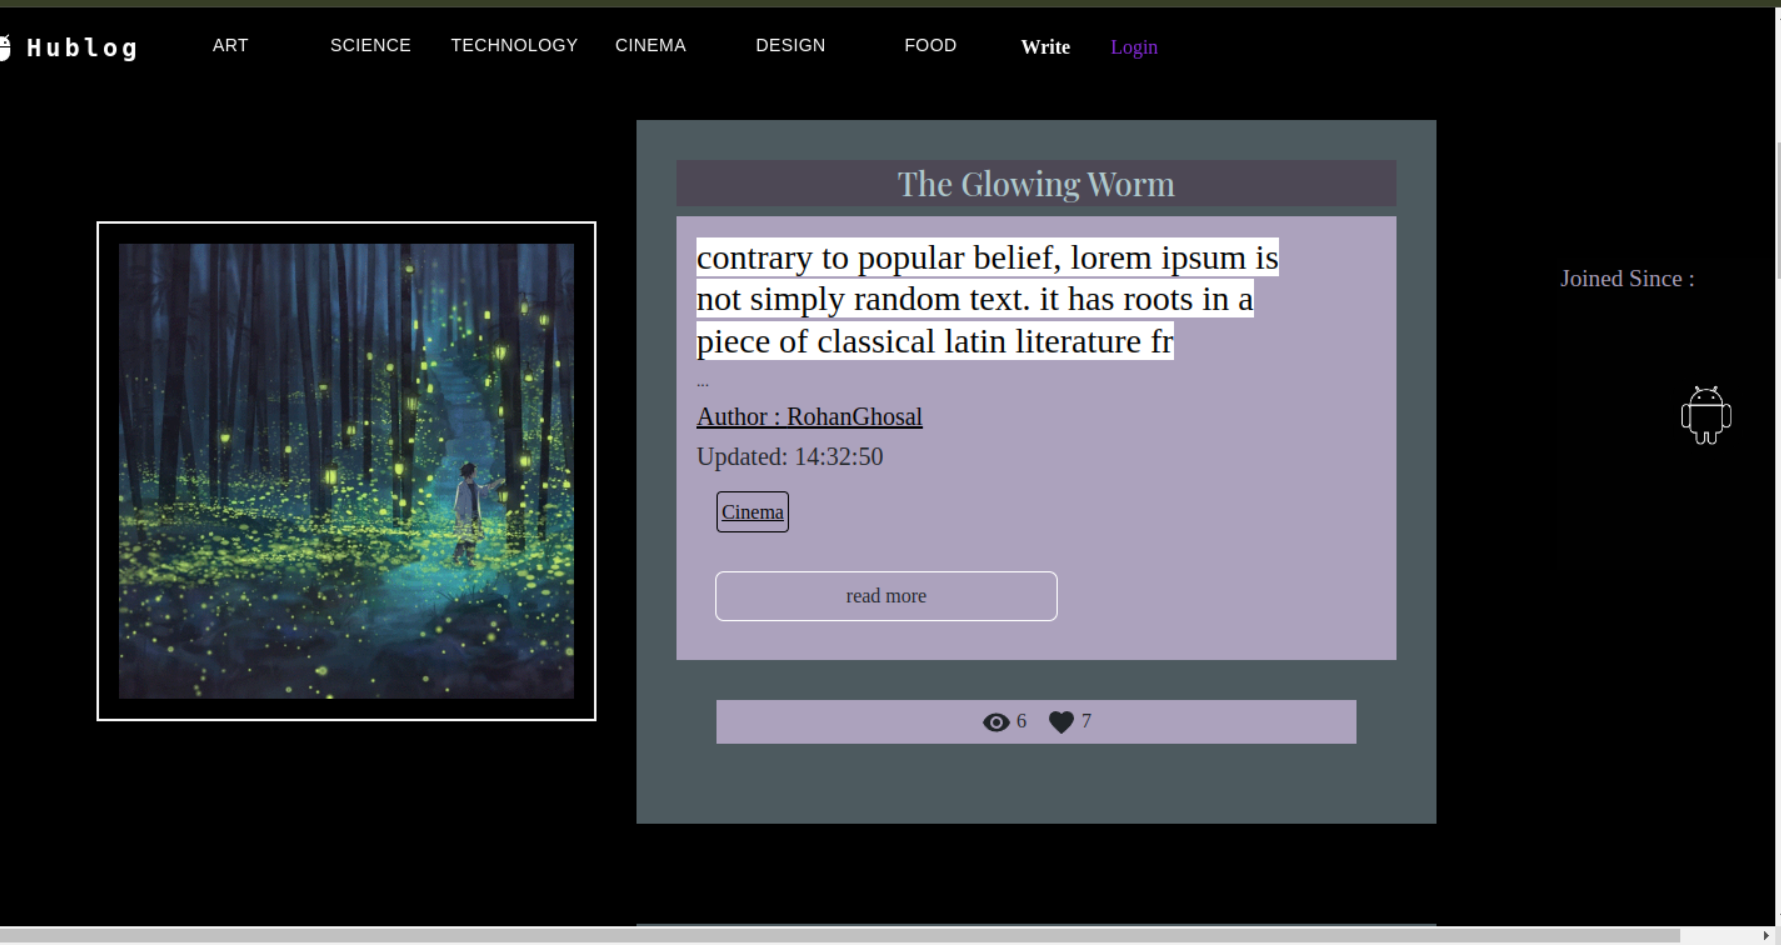 Hublog
ART SCIENCE TECHNOLOGY CINEMA DESIGN FOOD Write Login
The Glowing Worm
contrary to popular belief, lorem ipsum is
not simply random text. it has roots in a
piece of classical latin literature fr
...
Author : RohanGhosal
Updated: 14:32:50
Cinema
read more
6 7
Joined Since :